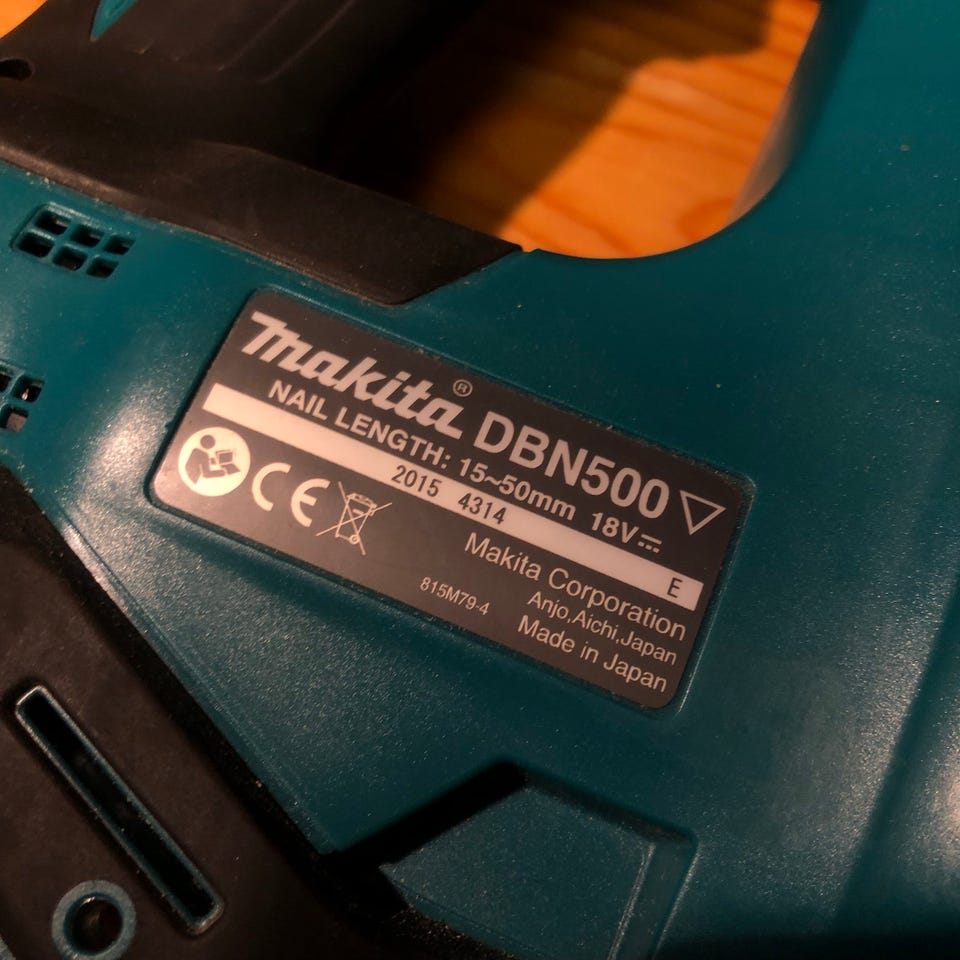 makita® DBN500
NAIL LENGTH: 15~50mm 18V
2015 4314 E
CE
Makita Corporation
815M79-4 Anjo,Aichi,Japan
Made in Japan